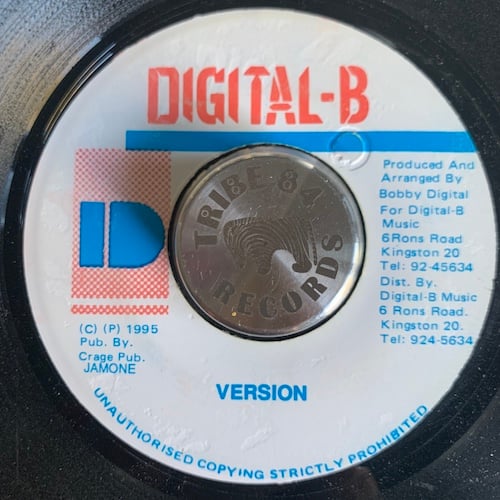 DIGITAL-B
Produced And
Arranged By
Bobby Digital
For Digital-B
Music
6Rons Road
Kingston 20
Tel: 92-45634
Dist. By.
Digital-B Music
6 Rons Road.
Kingston 20.
Tel: 924-5634
D
TRIBE 84
RECORDS
(C) (P) 1995
Pub. By.
Crage Pub.
JAMONE
VERSION
UNAUTHORISED COPYING STRICTLY PROHIBITED